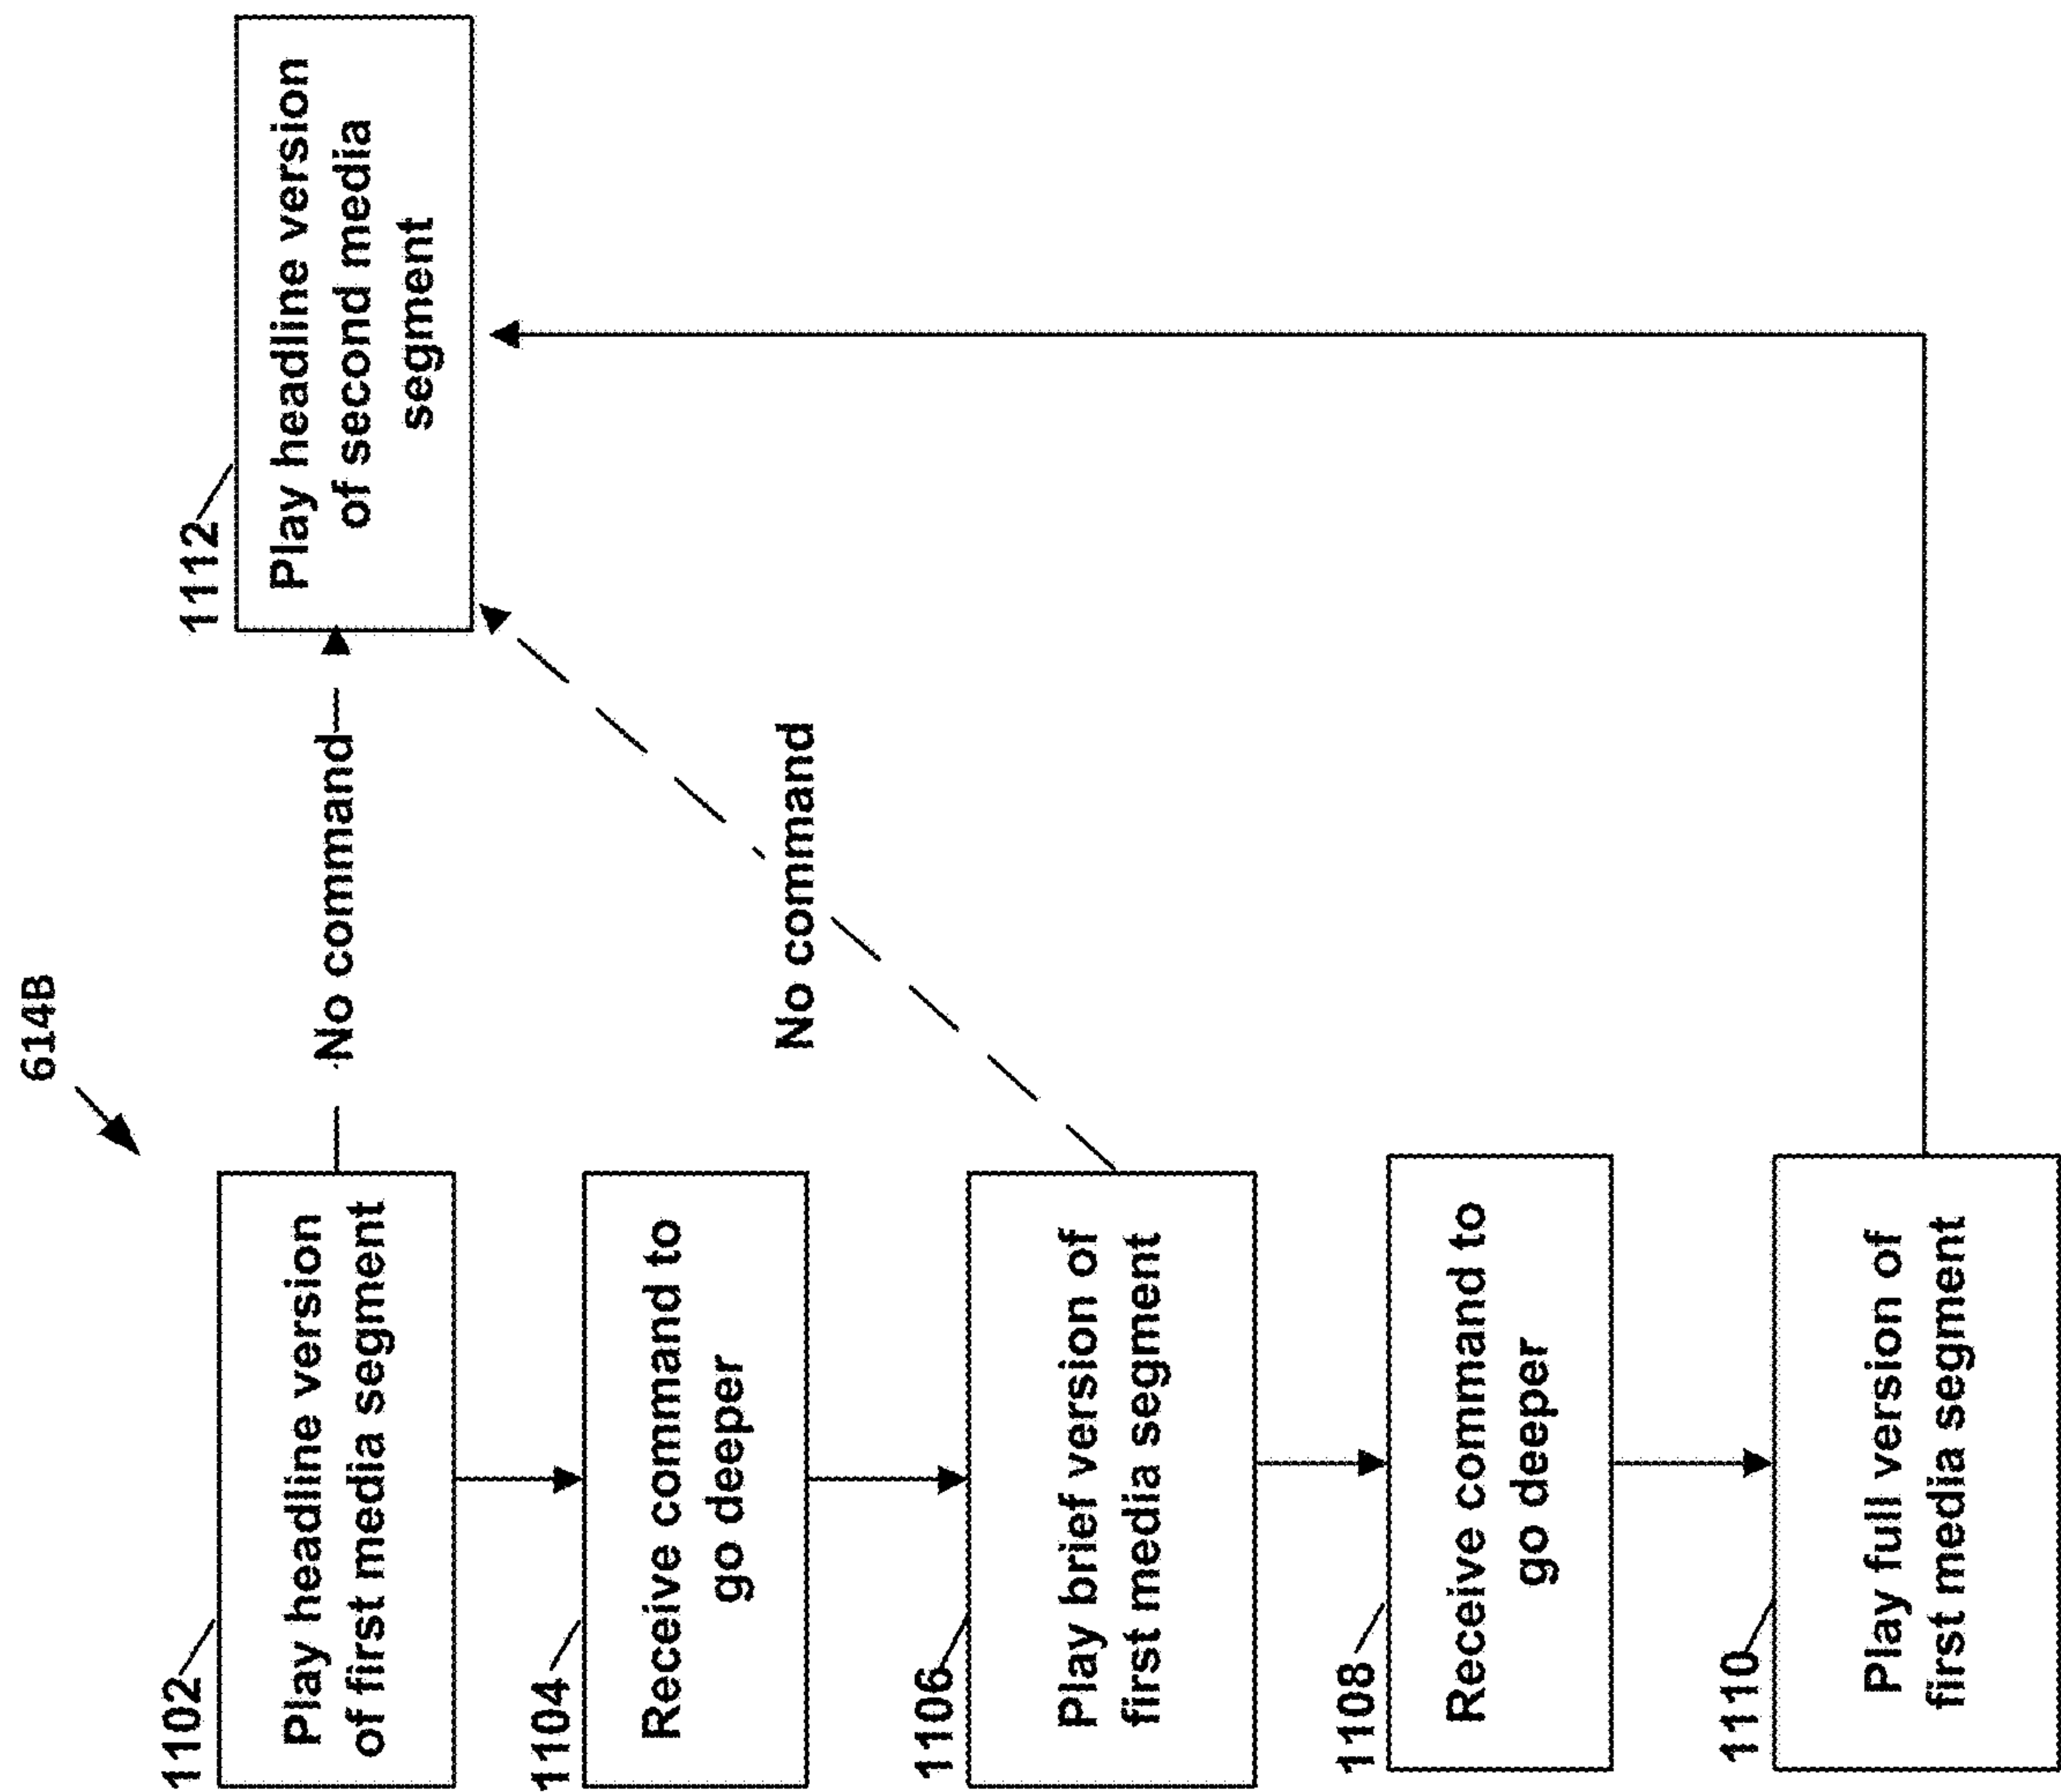 614B
1102
Play headline version
of first media segment
No command
1112
Play headline version
of second media
segment
1104
Receive command to
go deeper
No command
1106
Play brief version of
first media segment
1108
Receive command to
go deeper
1110
Play full version of
first media segment